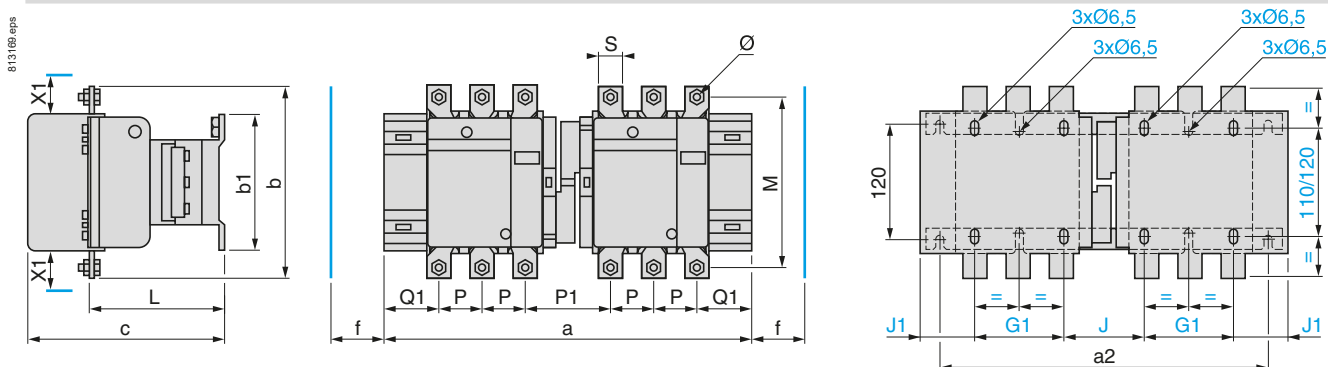 813169.eps
X1
X1
b1
b
L
c
S
Ø
M
Q1
P
P
P1
P
P
Q1
f
a
f
3xØ6,5
3xØ6,5
3xØ6,5
3xØ6,5
120
=
110/120
=
=
=
=
=
J1
G1
J
G1
J1
a2